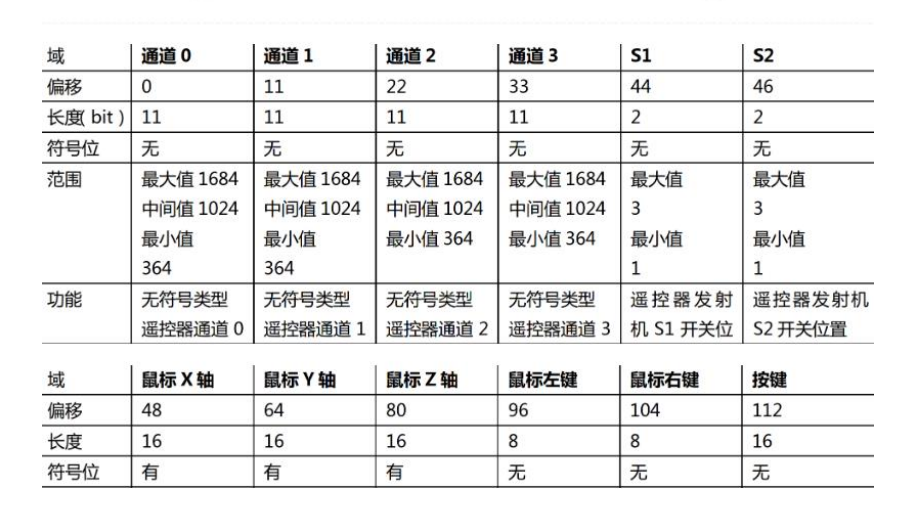 域 通道 0 通道 1 通道 2 通道 3 S1 S2
偏移 0 11 22 33 44 46
长度( bit ) 11 11 11 11 2 2
符号位 无 无 无 无 无 无
范围 最大值 1684 最大值 1684 最大值 1684 最大值 1684 最大值 最大值
中间值 1024 中间值 1024 中间值 1024 中间值 1024 3 3
最小值 最小值 最小值 364 最小值 364 最小值 最小值
364 364 1 1
功能 无符号类型 无符号类型 无符号类型 无符号类型 遥控器发射 遥控器发射机
遥控器通道 0 遥控器通道 1 遥控器通道 2 遥控器通道 3 机 S1 开关位 S2 开关位置
域 鼠标 X 轴 鼠标 Y 轴 鼠标 Z 轴 鼠标左键 鼠标右键 按键
偏移 48 64 80 96 104 112
长度 16 16 16 8 8 16
符号位 有 有 有 无 无 无